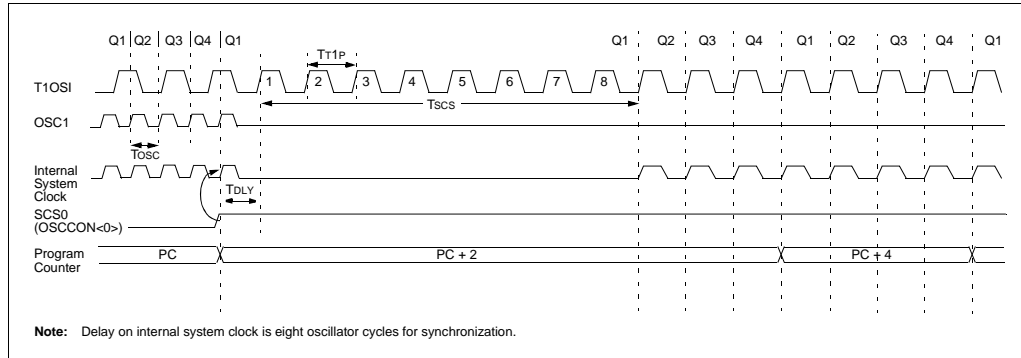 Q1 Q2 Q3 Q4 Q1 Q1 Q2 Q3 Q4 Q1 Q2 Q3 Q4 Q1
TT1P
T1OSI
1 2 3 4 5 6 7 8
TSCS
OSC1
TOSC
Internal
System
Clock
TDLY
SCS0
(OSCCON<0>)
Program
Counter
PC PC + 2 PC + 4
Note: Delay on internal system clock is eight oscillator cycles for synchronization.